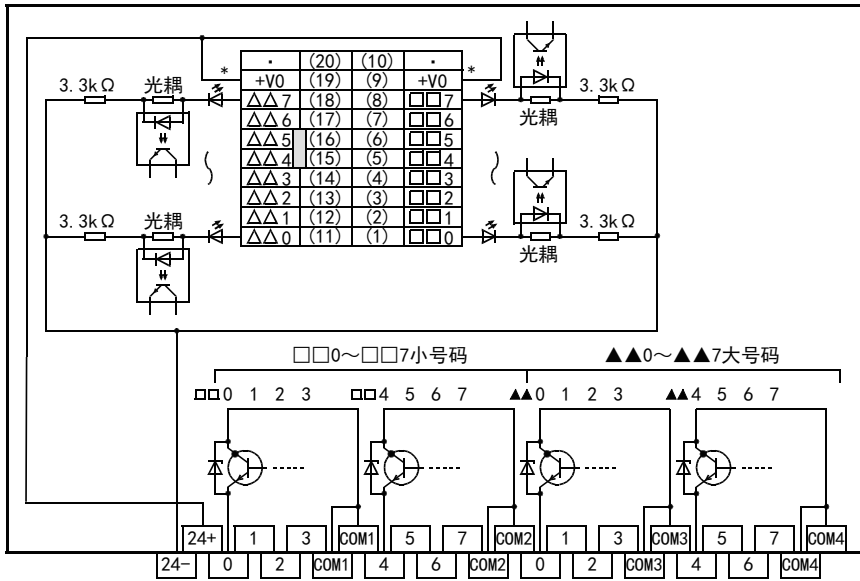 · (20) (10) ·
* +V0 (19) (9) +V0 *
3.3kΩ 光耦 △△7 (18) (8) □□7 光耦 3.3kΩ
△△6 (17) (7) □□6
△△5 (16) (6) □□5
△△4 (15) (5) □□4
△△3 (14) (4) □□3
△△2 (13) (3) □□2
3.3kΩ 光耦 △△1 (12) (2) □□1 3.3kΩ
△△0 (11) (1) □□0 光耦
□□0~□□7小号码 ▲▲0~▲▲7大号码
□□0 1 2 3 □□4 5 6 7 ▲▲0 1 2 3 ▲▲4 5 6 7
24+ 1 3 COM1 5 7 COM2 1 3 COM3 5 7 COM4
24- 0 2 COM1 4 6 COM2 0 2 COM3 4 6 COM4